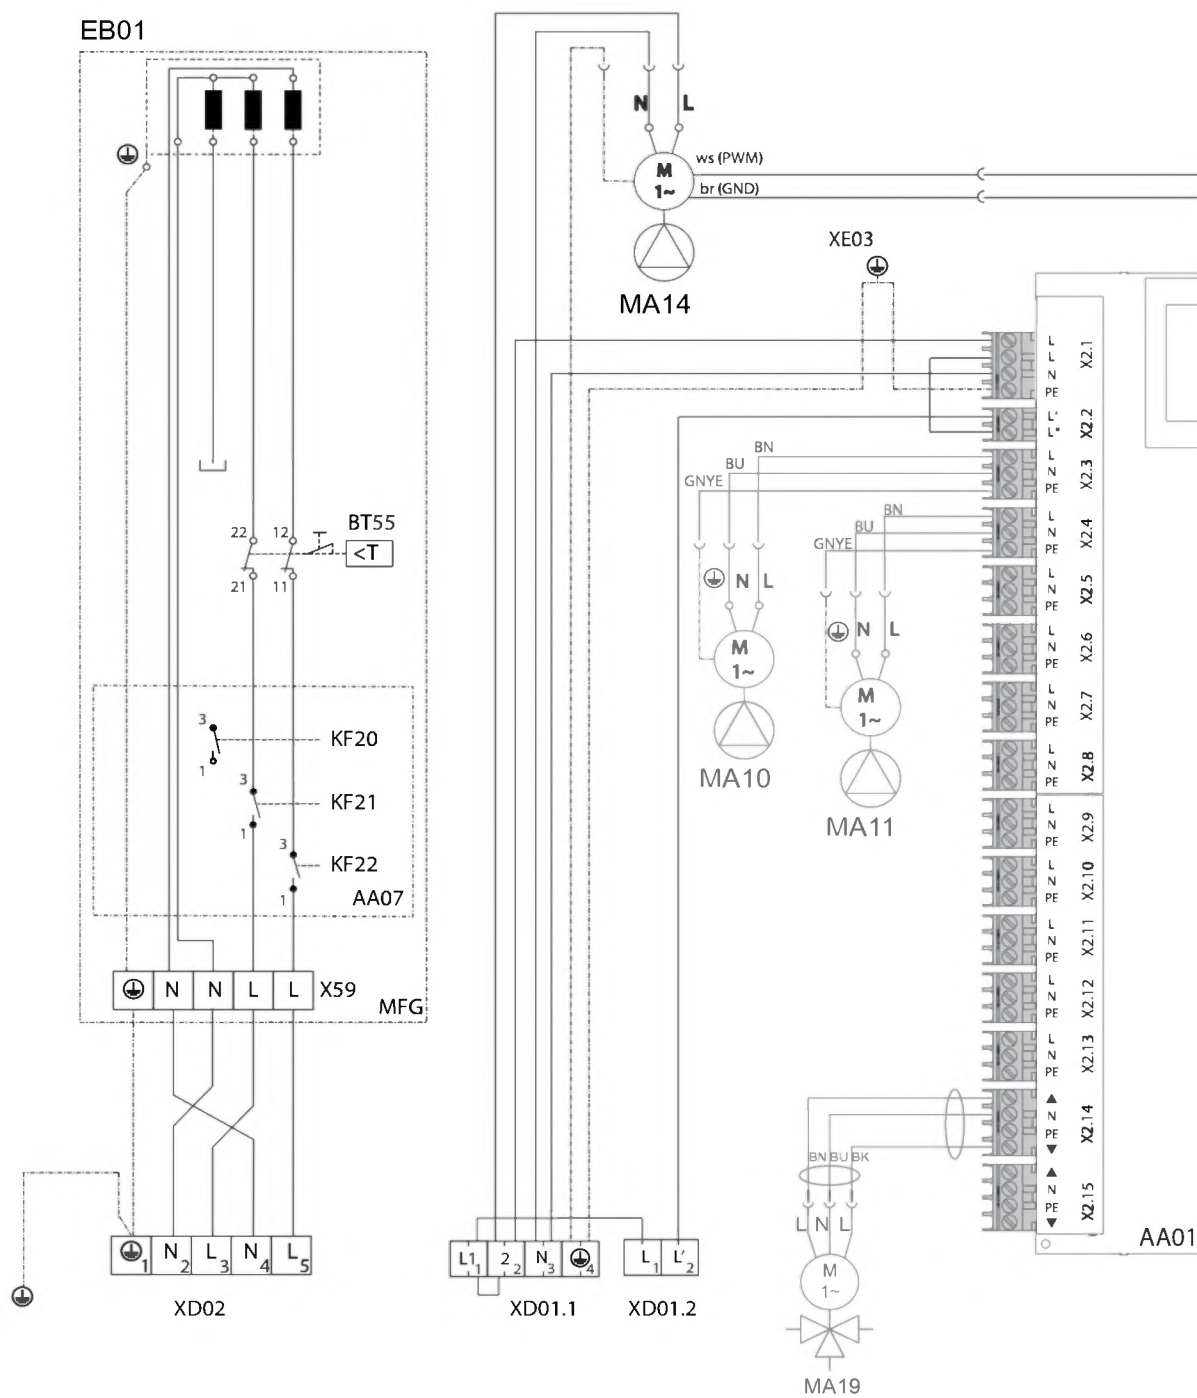 EB01
N L
ws (PWM)
M
1~
br (GND)
XE03
MA14
L
L
N
PE
X2.1
L'
L*
X2.2
BN
BU
GNYE
L
N
PE
X2.3
BN
BU
GNYE
L
N
PE
X2.4
22 12
BT55
<T
21 11
N L
L
N
PE
X2.5
N L
M
1~
L
N
PE
X2.6
M
1~
L
N
PE
X2.7
3
KF20
1
MA10
L
N
PE
X2.8
3
KF21
1
MA11
L
N
PE
X2.9
3
KF22
1
AA07
L
N
PE
X2.10
L
N
PE
X2.11
N N L L X59
MFG
L
N
PE
X2.12
L
N
PE
X2.13
▲
N
PE
▼
X2.14
BN BU BK
▲
N
PE
▼
X2.15
L N L
AA01
1 N2 L3 N4 L5
XD02
L11 22 N3 4
XD01.1
L1 L'2
XD01.2
M
1~
MA19